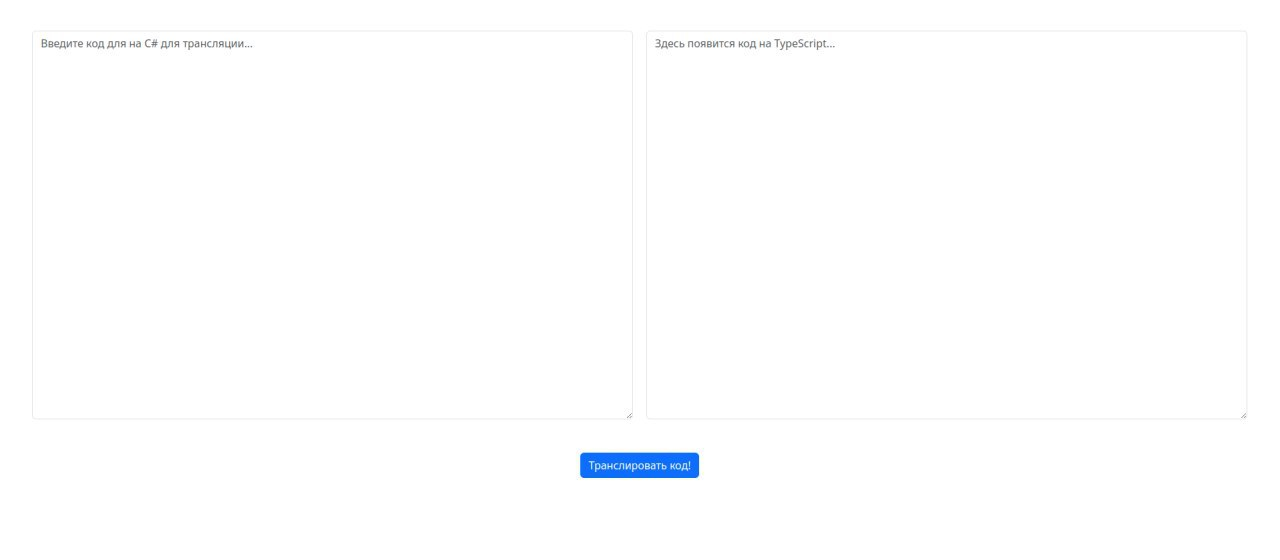 Введите код для на C# для трансляции...
Здесь появится код на TypeScript...
Транслировать код!